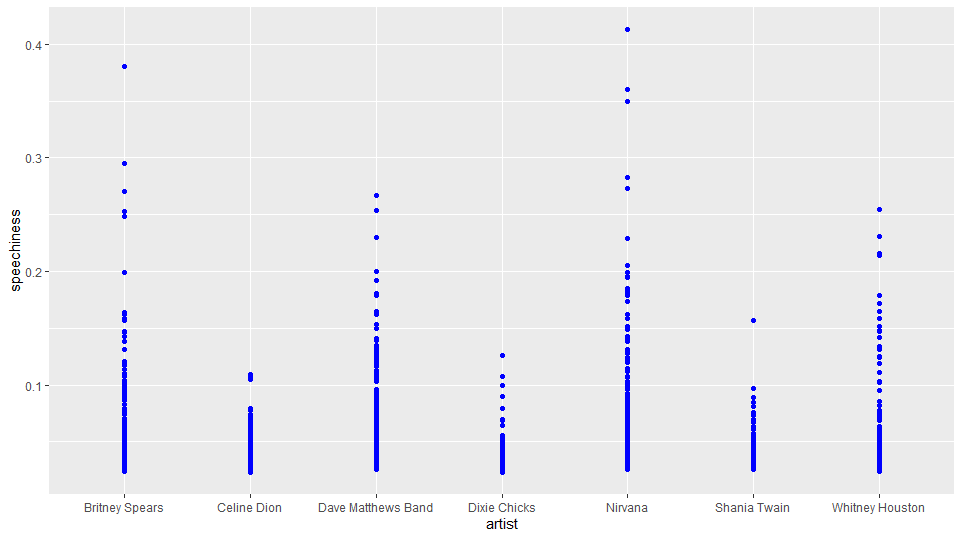 speechiness
0.4
0.3
0.2
0.1
Britney Spears Celine Dion Dave Matthews Band Dixie Chicks Nirvana Shania Twain Whitney Houston
artist